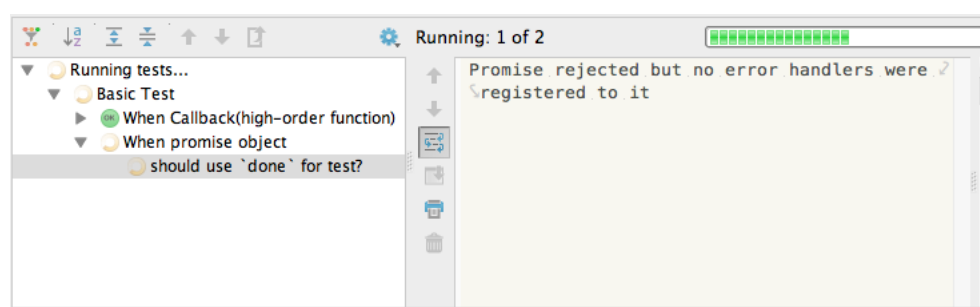 Running: 1 of 2
Running tests...
Basic Test
OK When Callback(high-order function)
When promise object
should use `done` for test?
Promise rejected but no error handlers were
registered to it